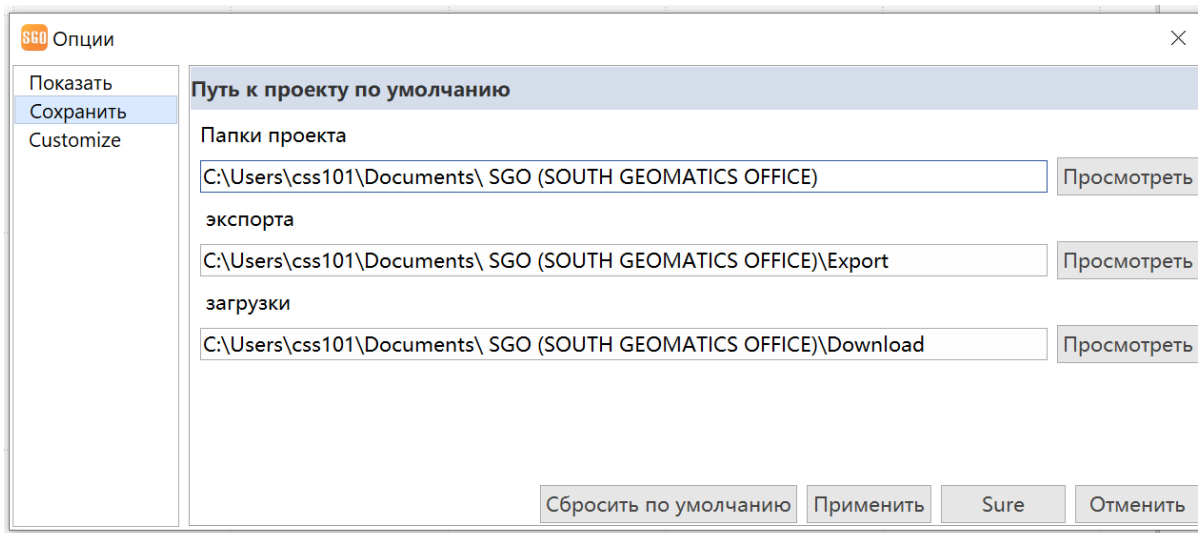 SGO Опции
Показать
Сохранить
Customize
Путь к проекту по умолчанию
Папки проекта
C:\Users\css101\Documents\ SGO (SOUTH GEOMATICS OFFICE) Просмотреть
экспорта
C:\Users\css101\Documents\ SGO (SOUTH GEOMATICS OFFICE)\Export Просмотреть
загрузки
C:\Users\css101\Documents\ SGO (SOUTH GEOMATICS OFFICE)\Download Просмотреть
Сбросить по умолчанию Применить Sure Отменить